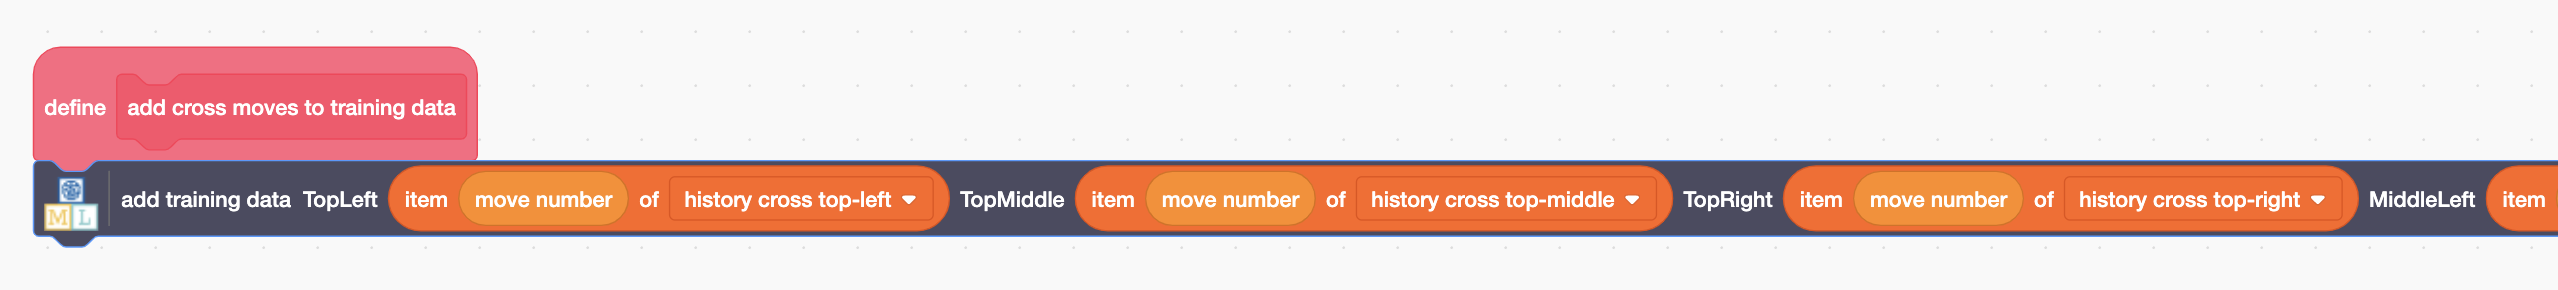 define add cross moves to training data
ML add training data TopLeft item move number of history cross top-left TopMiddle item move number of history cross top-middle TopRight item move number of history cross top-right MiddleLeft item